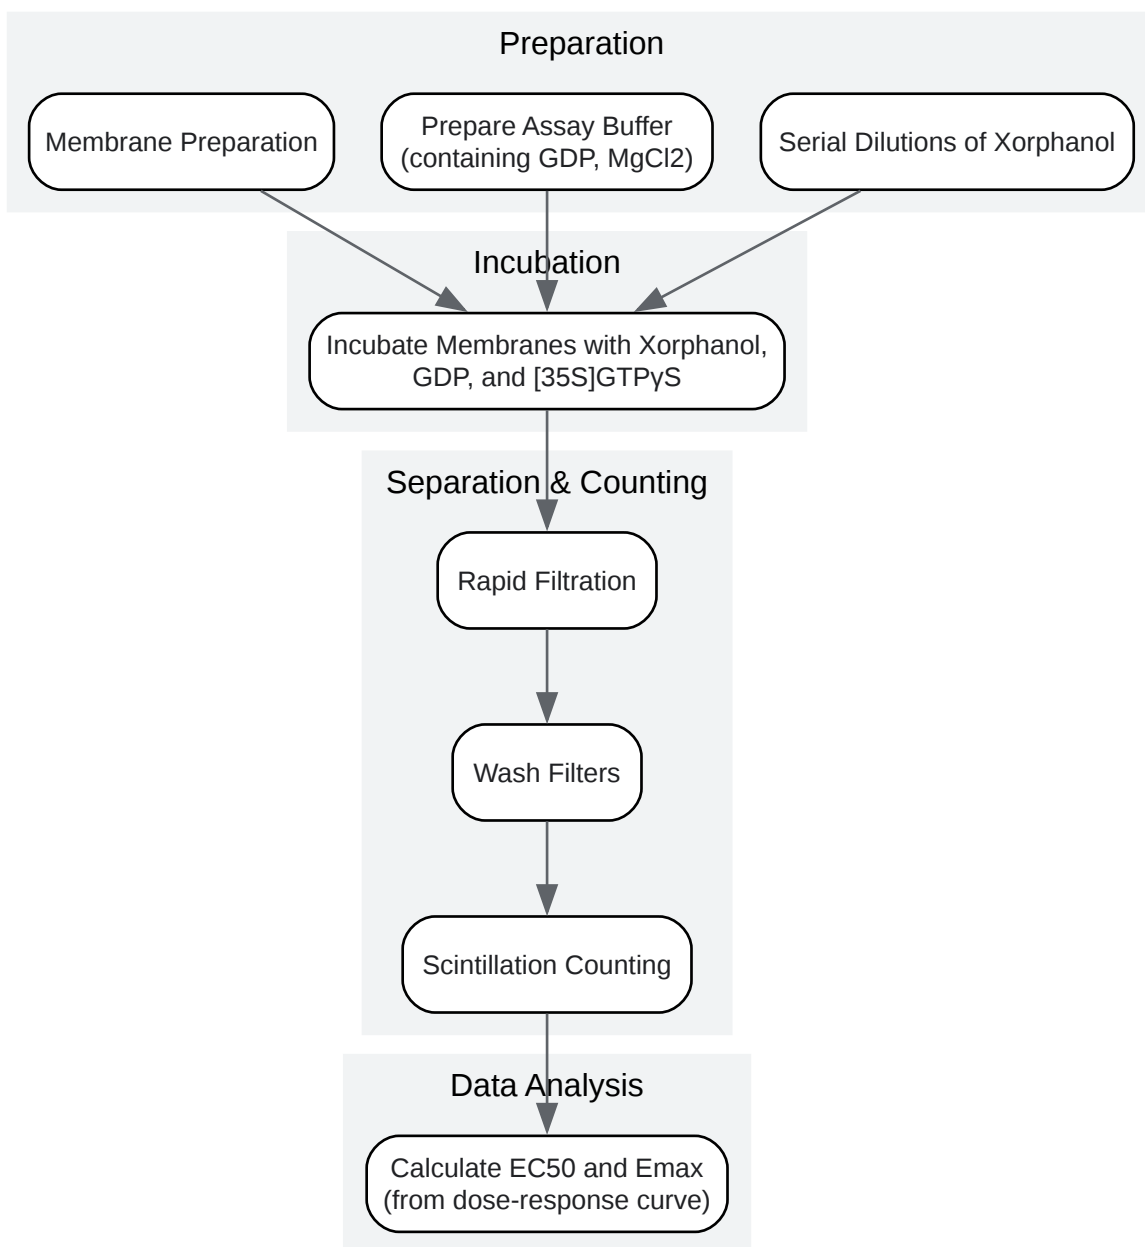 Preparation
Membrane Preparation
Prepare Assay Buffer
(containing GDP, MgCl2)
Serial Dilutions of Xorphanol
Incubation
Incubate Membranes with Xorphanol,
GDP, and [35S]GTPγS
Separation & Counting
Rapid Filtration
Wash Filters
Scintillation Counting
Data Analysis
Calculate EC50 and Emax
(from dose-response curve)